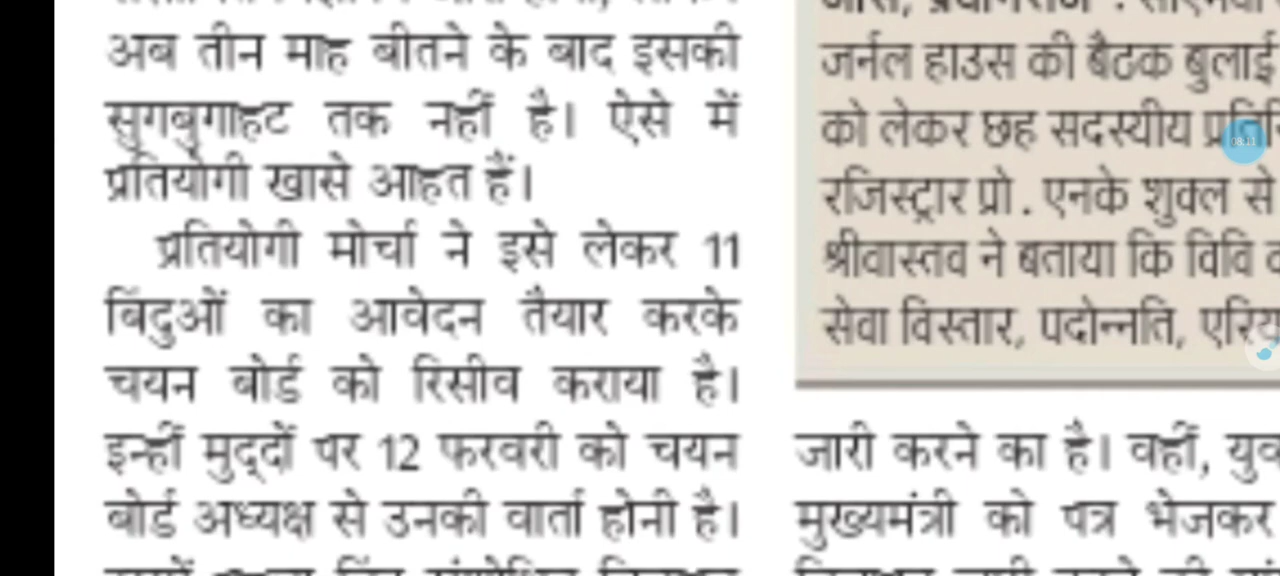 अब तीन माह बीतने के बाद इसकी
सुगबुगाहट तक नहीं है। ऐसे में
प्रतियोगी खासे आहत हैं।
प्रतियोगी मोर्चा ने इसे लेकर 11
बिंदुओं का आवेदन तैयार करके
चयन बोर्ड को रिसीव कराया है।
इन्हीं मुद्दों पर 12 फरवरी को चयन
बोर्ड अध्यक्ष से उनकी वार्ता होनी है।
जर्नल हाउस की बैठक बुलाई
को लेकर छह सदस्यीय
रजिस्ट्रार प्रो. एनके शुक्ल से
श्रीवास्तव ने बताया कि विवि
सेवा विस्तार, पदोन्नति,
जारी करने का है। वहीं,
मुख्यमंत्री को पत्र भेजकर
08:11